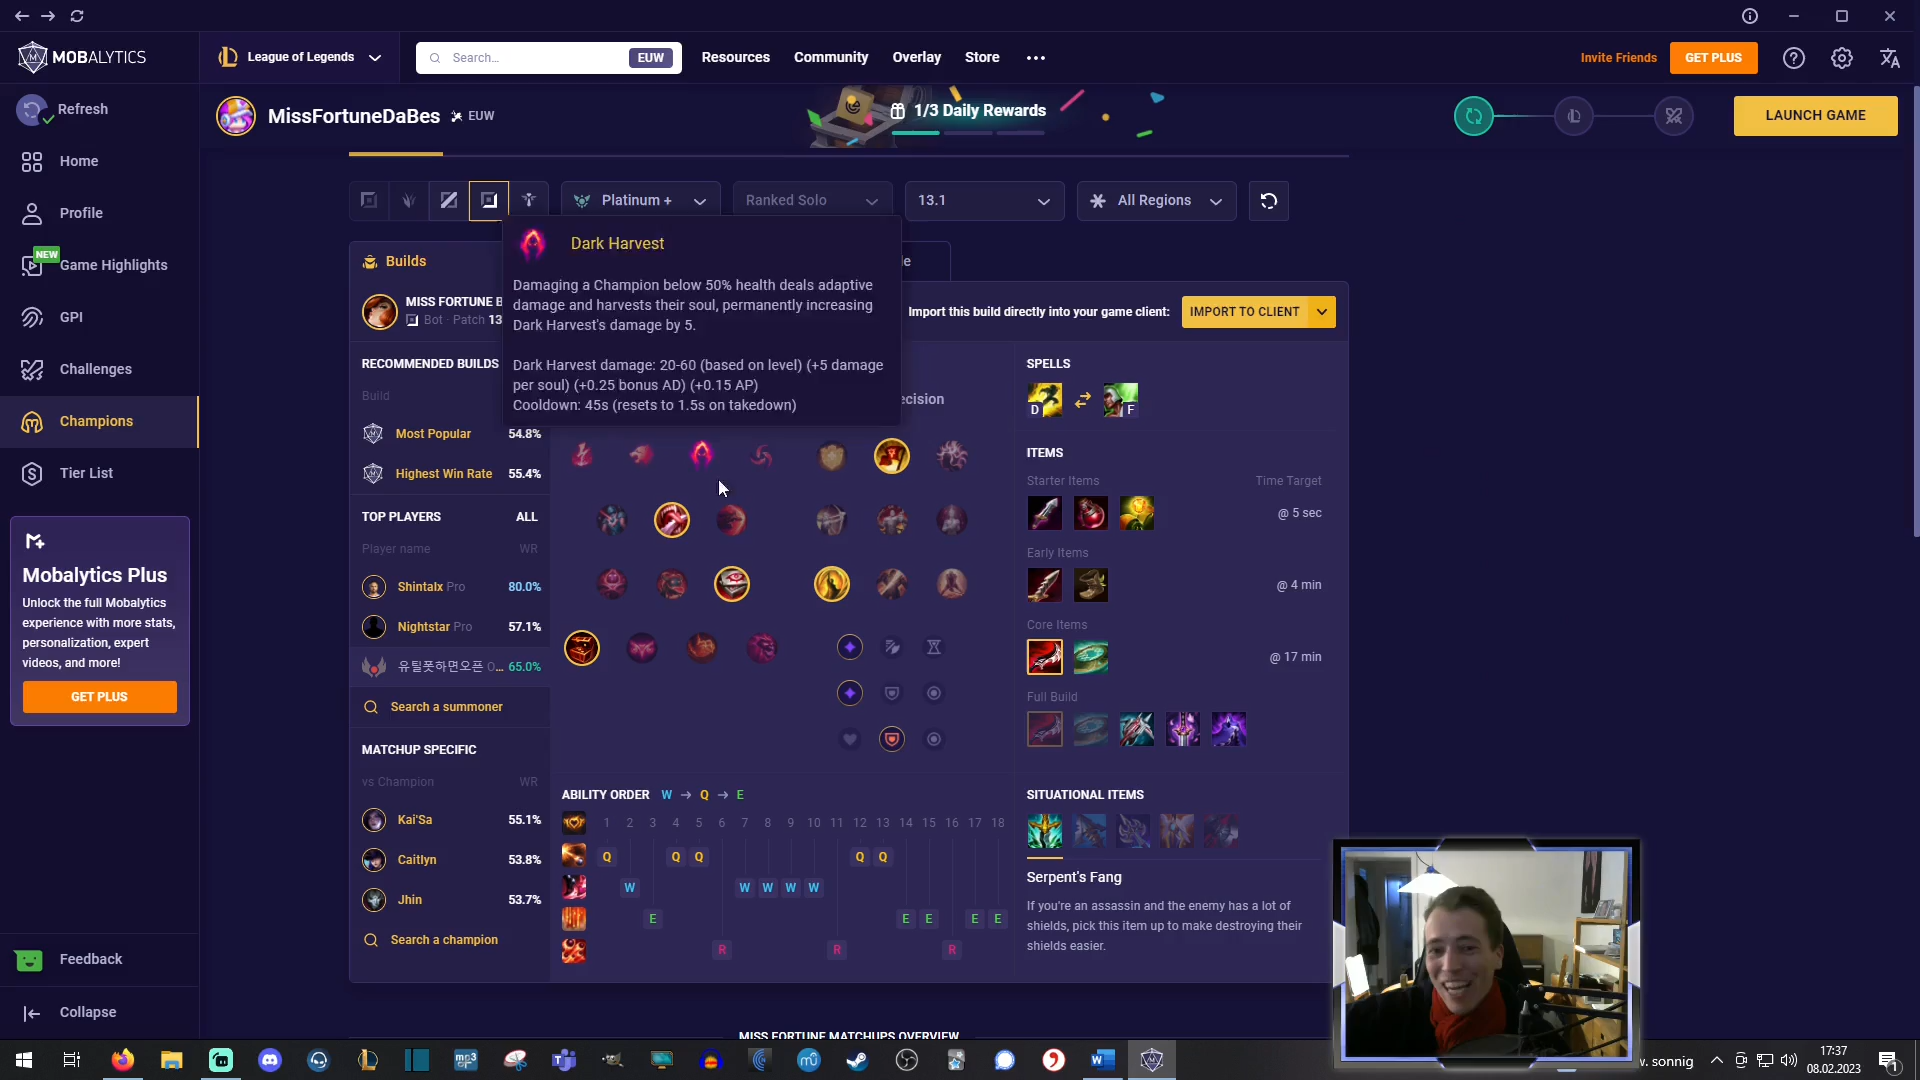 MOBALYTICS
League of Legends
Search...
EUW
Resources
Community
Overlay
Store
Invite Friends
GET PLUS
Refresh
MissFortuneDaBes
EUW
1/3 Daily Rewards
LAUNCH GAME
Home
Profile
NEW
Game Highlights
GPI
Challenges
Champions
Tier List
Mobalytics Plus
Unlock the full Mobalytics
experience with more stats,
personalization, expert
videos, and more!
GET PLUS
Feedback
Collapse
Platinum +
Ranked Solo
13.1
All Regions
Dark Harvest
Damaging a Champion below 50% health deals adaptive
damage and harvests their soul, permanently increasing
Dark Harvest's damage by 5.
Dark Harvest damage: 20-60 (based on level) (+5 damage
per soul) (+0.25 bonus AD) (+0.15 AP)
Cooldown: 45s (resets to 1.5s on takedown)
Builds
le
MISS FORTUNE B
Bot · Patch 13
Import this build directly into your game client:
IMPORT TO CLIENT
RECOMMENDED BUILDS
Build
Most Popular 54.8%
Highest Win Rate 55.4%
TOP PLAYERS ALL
Player name WR
Shintalx Pro 80.0%
Nightstar Pro 57.1%
유틸폿하면오픈 O... 65.0%
Search a summoner
MATCHUP SPECIFIC
vs Champion WR
Kai'Sa 55.1%
Caitlyn 53.8%
Jhin 53.7%
Search a champion
ecision
ABILITY ORDER W → Q → E
1 2 3 4 5 6 7 8 9 10 11 12 13 14 15 16 17 18
Q Q Q Q Q
W W W W W
E E E E E
R R R
SPELLS
D F
ITEMS
Starter Items Time Target
@ 5 sec
Early Items
@ 4 min
Core Items
@ 17 min
Full Build
SITUATIONAL ITEMS
Serpent's Fang
If you're an assassin and the enemy has a lot of
shields, pick this item up to make destroying their
shields easier.
MISS FORTUNE MATCHUPS OVERVIEW
mp3
w. sonnig
17:37
08.02.2023
1